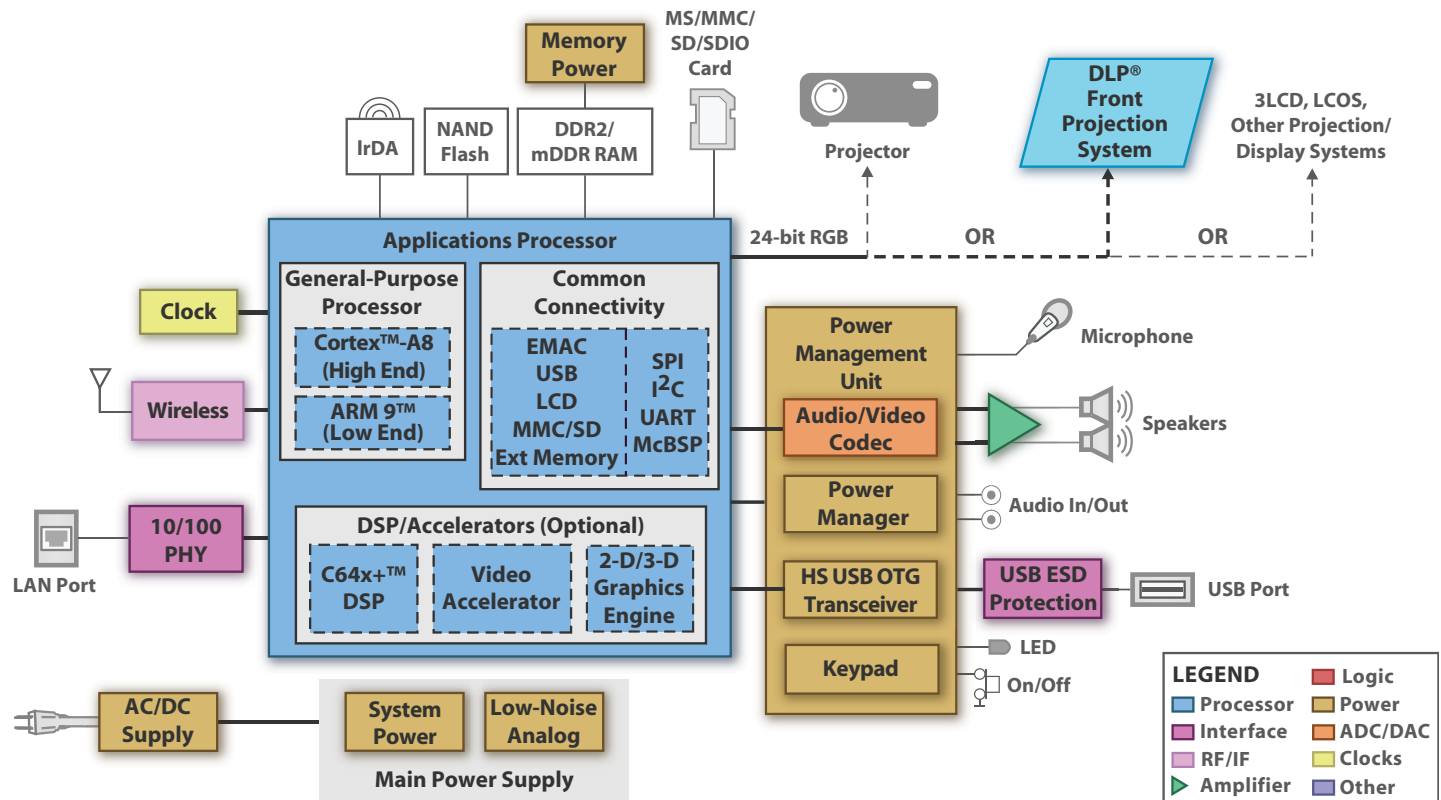 Memory
Power
MS/MMC/
SD/SDIO
Card
IrDA
NAND
Flash
DDR2/
mDDR RAM
Projector
DLP®
Front
Projection
System
3LCD, LCOS,
Other Projection/
Display Systems
24-bit RGB
OR
OR
Applications Processor
General-Purpose
Processor
Cortex™-A8
(High End)
ARM 9™
(Low End)
Common
Connectivity
EMAC
USB
LCD
MMC/SD
Ext Memory
SPI
I²C
UART
McBSP
DSP/Accelerators (Optional)
C64x+™
DSP
Video
Accelerator
2-D/3-D
Graphics
Engine
Clock
Wireless
10/100
PHY
LAN Port
Power
Management
Unit
Audio/Video
Codec
Power
Manager
HS USB OTG
Transceiver
Keypad
Microphone
Speakers
Audio In/Out
USB ESD
Protection
USB Port
LED
On/Off
AC/DC
Supply
System
Power
Low-Noise
Analog
Main Power Supply
LEGEND
Processor
Interface
RF/IF
Amplifier
Logic
Power
ADC/DAC
Clocks
Other